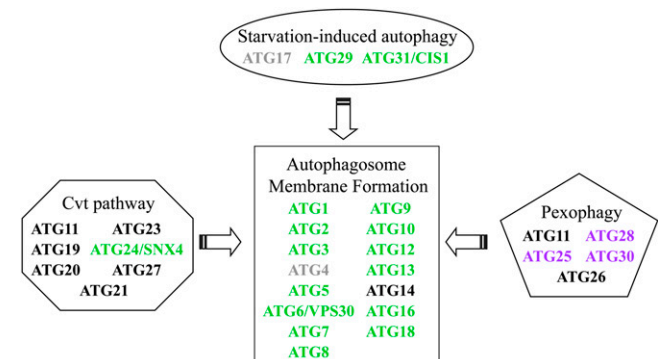 Starvation-induced autophagy
ATG17 ATG29 ATG31/CIS1
Autophagosome
Membrane Formation
ATG1 ATG9
ATG2 ATG10
ATG3 ATG12
ATG4 ATG13
ATG5 ATG14
ATG6/VPS30 ATG16
ATG7 ATG18
ATG8
Cvt pathway
ATG11 ATG23
ATG19 ATG24/SNX4
ATG20 ATG27
ATG21
Pexophagy
ATG11 ATG28
ATG25 ATG30
ATG26